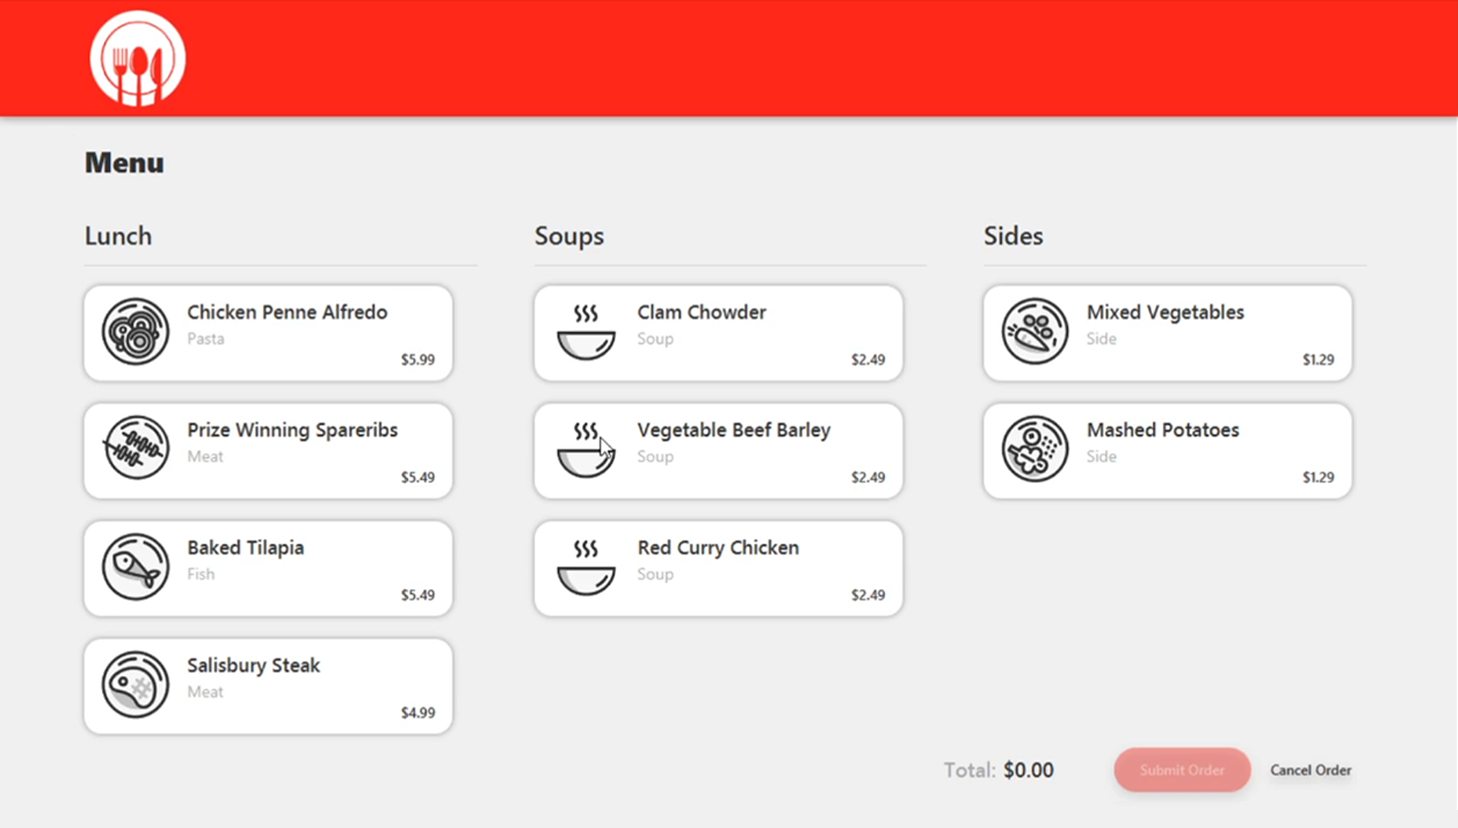 Menu
Lunch
Chicken Penne Alfredo
Pasta
$5.99
Prize Winning Spareribs
Meat
$5.49
Baked Tilapia
Fish
$5.49
Salisbury Steak
Meat
$4.99
Soups
Clam Chowder
Soup
$2.49
Vegetable Beef Barley
Soup
$2.49
Red Curry Chicken
Soup
$2.49
Sides
Mixed Vegetables
Side
$1.29
Mashed Potatoes
Side
$1.29
Total: $0.00
Submit Order
Cancel Order